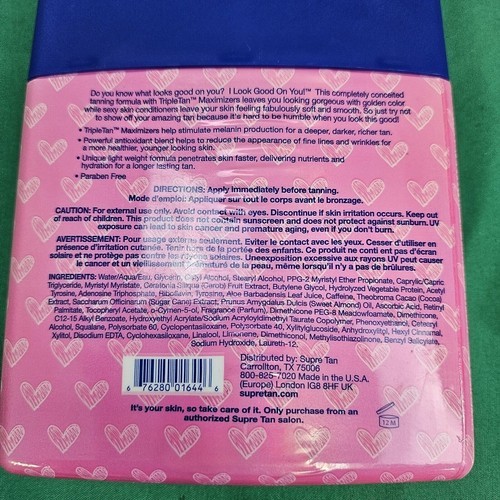 Do you know what looks good on you? I Look Good On You!™ This completely conceited
tanning formula with TripleTan™ Maximizers leaves you looking gorgeous with golden color
while sexy skin conditioners leave your skin feeling fabulously soft and smooth. So just try not
to show off your amazing tan because it's hard to be humble when you look this good!
• TripleTan™ Maximizers help stimulate melanin production for a deeper, darker, richer tan.
• Powerful antioxidant blend helps to reduce the appearance of fine lines and wrinkles for
a more healthier, younger looking skin.
• Unique light weight formula penetrates skin faster, delivering nutrients and
hydration for a longer lasting tan.
• Paraben Free
DIRECTIONS: Apply immediately before tanning.
Mode d'emploi: Appliquer sur tout le corps avant le bronzage.
CAUTION: For external use only. Avoid contact with eyes. Discontinue if skin irritation occurs. Keep out
of reach of children. This product does not contain sunscreen and does not protect against sunburn. UV
exposure can lead to skin cancer and premature aging, even if you don't burn.
AVERTISSEMENT: Pour usage externe seulement. Eviter le contact avec les yeux. Cesser d'utiliser en
présence d'irritation cutanée. Tenir hors de la portée des enfants. Ce produit ne conti ent pas d'écran
solaire et ne protège pas contre les rayons solaires. Uneexposition excessive aux rayons UV peut causer
le cancer et un vieillissement prématuré de la peau, même lorsqu'il n'y a pas de brûlures.
INGREDIENTS: Water/Aqua/Eau, Glycerin, Cetyl Alcohol, Stearyl Alcohol, PPG-2 Myristyl Ether Propionate, Caprylic/Capric
Triglyceride, Myristyl Myristate, Ceratonia Siliqua (Carob) Fruit Extract, Butylene Glycol, Hydrolyzed Vegetable Protein, Acetyl
Tyrosine, Adenosine Triphosphate, Riboflavin, Tyrosine, Aloe Barbadensis Leaf Juice, Caffeine, Theobroma Cacao (Cocoa)
Extract, Saccharum Officinarum (Sugar Cane) Extract, Prunus Amygdalus Dulcis (Sweet Almond) Oil, Ascorbic Acid, Retinyl
Palmitate, Tocopheryl Acetate, o-Cymen-5-ol, Fragrance (Parfum), Dimethicone PEG-8 Meadowfoamate, Dimethicone,
C12-15 Alkyl Benzoate, Hydroxyethyl Acrylate/Sodium Acryloyldimethyl Taurate Copolymer, Phenoxyethanol, Cetearyl
Alcohol, Squalane, Polysorbate 60, Cyclopentasiloxane, Polysorbate 40, Xylitylglucoside, Anhydroxylitol, Hexyl Cinnamal,
Xylitol, Disodium EDTA, Cyclohexasiloxane, Linalool, Limonene, Dimethiconol, Methylisothiazolinone, Benzyl Salicylate,
Sodium Hydroxide, Laureth-12.
6 76280 01644 6
Distributed by: Supre Tan
Carrollton, TX 75006
800-825-7020 Made in the U.S.A.
(Europe) London IG8 8HF UK
supretan.com
It's your skin, so take care of it. Only purchase from an
authorized Supre Tan salon.
12 M